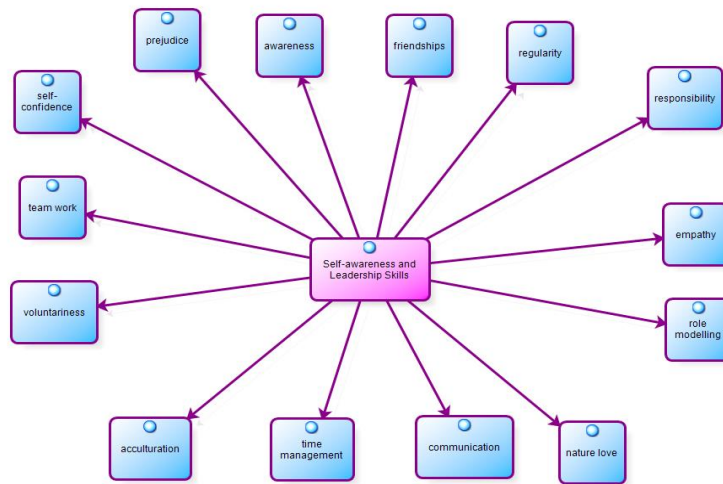 prejudice
awareness
friendships
regularity
self-
confidence
responsibility
team work
empathy
Self-awareness and
Leadership Skills
voluntariness
role
modelling
acculturation
time
management
communication
nature love